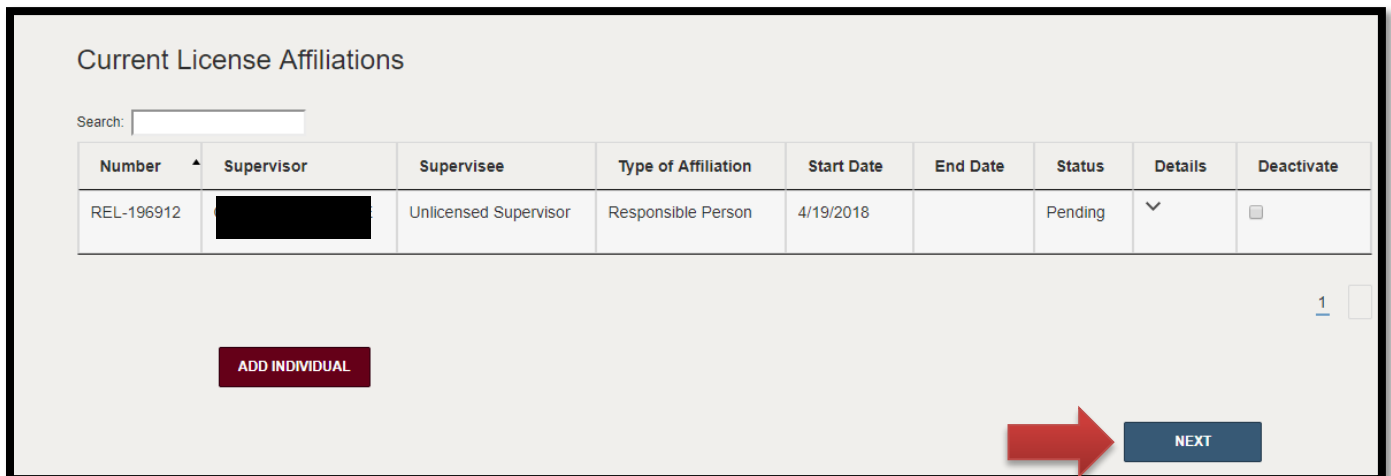 Current License Affiliations
Search:
Number Supervisor Supervisee Type of Affiliation Start Date End Date Status Details Deactivate
REL-196912 Unlicensed Supervisor Responsible Person 4/19/2018 Pending
1
ADD INDIVIDUAL
NEXT